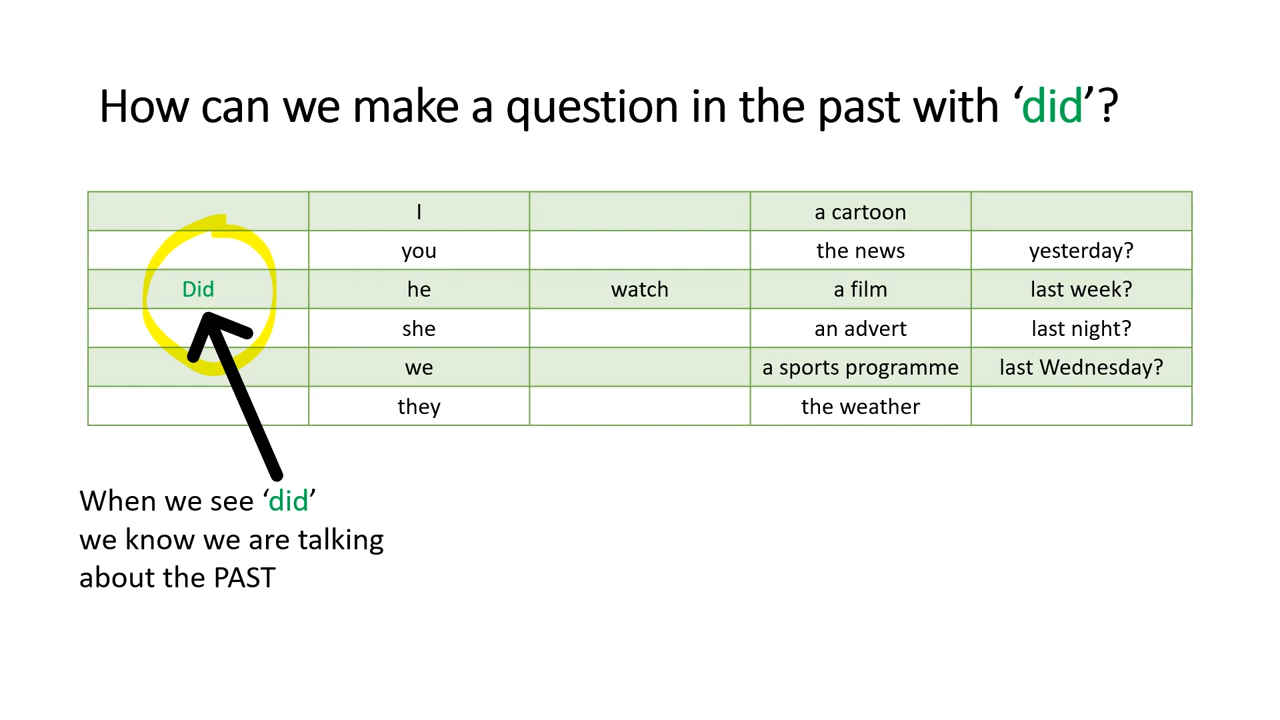 How can we make a question in the past with ‘did’?
I a cartoon
you the news yesterday?
Did he watch a film last week?
she an advert last night?
we a sports programme last Wednesday?
they the weather
When we see ‘did’
we know we are talking
about the PAST